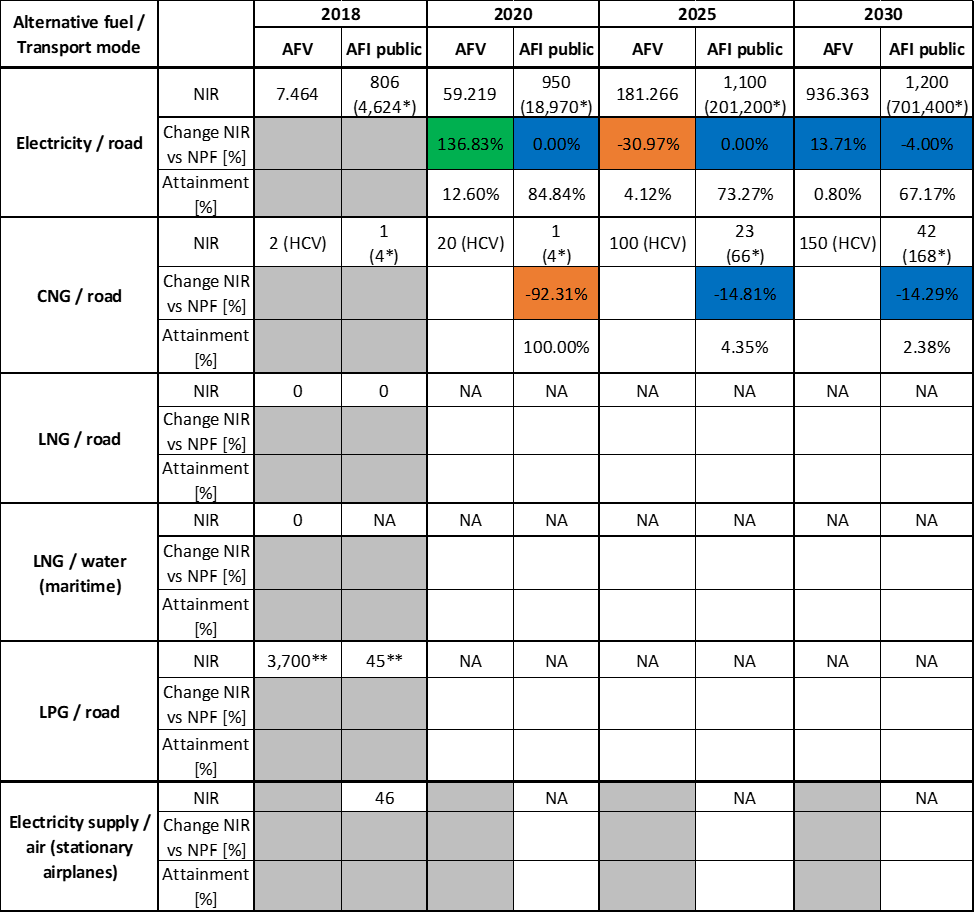 Alternative fuel /
Transport mode
2018 2020 2025 2030
AFV AFI public AFV AFI public AFV AFI public AFV AFI public
Electricity / road
NIR 7.464 806 59.219 950 181.266 1,100 936.363 1,200
(4,624*) (18,970*) (201,200*) (701,400*)
Change NIR
vs NPF [%] 136.83% 0.00% -30.97% 0.00% 13.71% -4.00%
Attainment
[%] 12.60% 84.84% 4.12% 73.27% 0.80% 67.17%
CNG / road
NIR 2 (HCV) 1 20 (HCV) 1 100 (HCV) 23 150 (HCV) 42
(4*) (4*) (66*) (168*)
Change NIR
vs NPF [%] -92.31% -14.81% -14.29%
Attainment
[%] 100.00% 4.35% 2.38%
LNG / road
NIR 0 0 NA NA NA NA NA NA
Change NIR
vs NPF [%]
Attainment
[%]
LNG / water
(maritime)
NIR 0 NA NA NA NA NA NA NA
Change NIR
vs NPF [%]
Attainment
[%]
LPG / road
NIR 3,700** 45** NA NA NA NA NA NA
Change NIR
vs NPF [%]
Attainment
[%]
Electricity supply /
air (stationary
airplanes)
NIR 46 NA NA NA
Change NIR
vs NPF [%]
Attainment
[%]